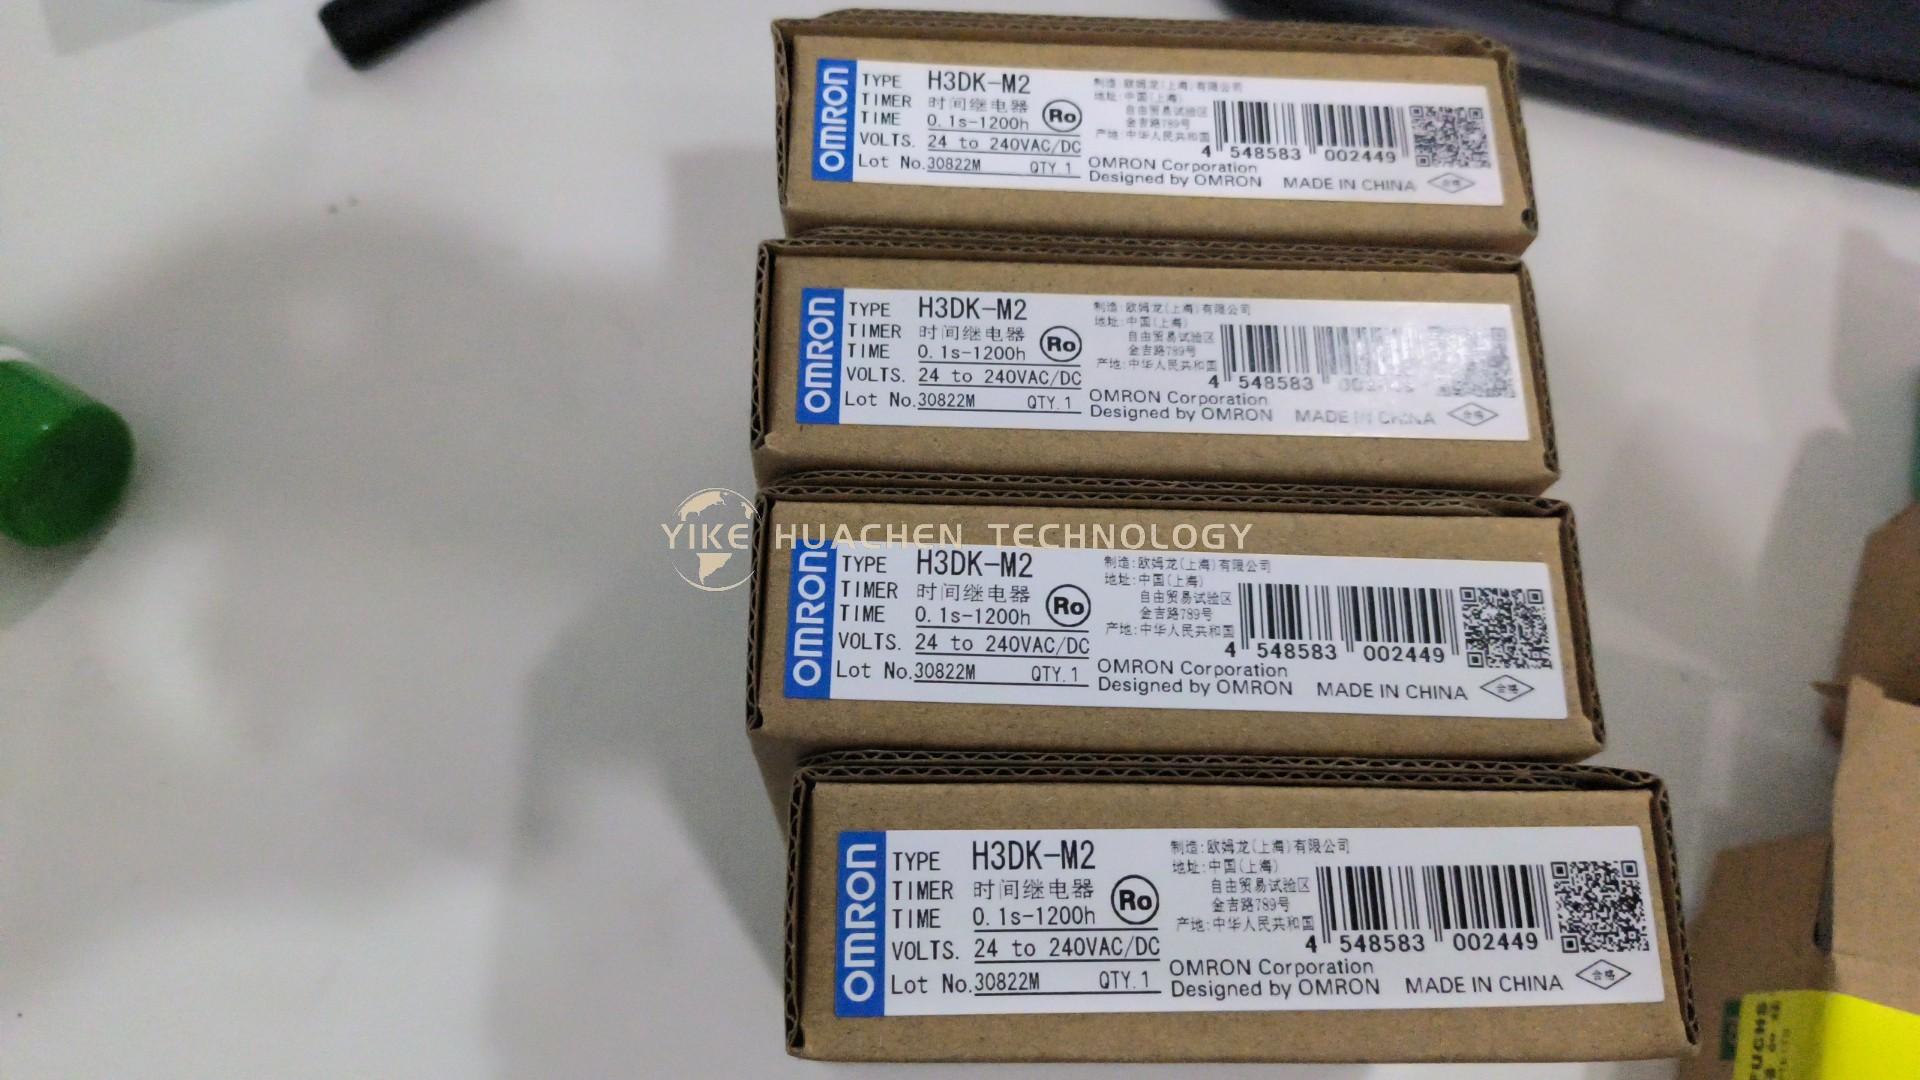 OMRON
TYPE H3DK-M2
TIMER 时间继电器
TIME 0.1s-1200h
Ro
VOLTS. 24 to 240VAC/DC
Lot No.30822M QTY.1
制造:欧姆龙(上海)有限公司
地址:中国(上海)
自由贸易试验区
金吉路789号
产地:中华人民共和国
4 548583 002449
OMRON Corporation
Designed by OMRON MADE IN CHINA
合格
OMRON
TYPE H3DK-M2
TIMER 时间继电器
TIME 0.1s-1200h
Ro
VOLTS. 24 to 240VAC/DC
Lot No.30822M QTY.1
制造:欧姆龙(上海)有限公司
地址:中国(上海)
自由贸易试验区
金吉路789号
产地:中华人民共和国
4 548583
OMRON Corporation
Designed by OMRON MADE IN CHINA
合格
YIKE HUACHEN TECHNOLOGY
OMRON
TYPE H3DK-M2
TIMER 时间继电器
TIME 0.1s-1200h
Ro
VOLTS. 24 to 240VAC/DC
Lot No.30822M QTY.1
制造:欧姆龙(上海)有限公司
地址:中国(上海)
自由贸易试验区
金吉路789号
产地:中华人民共和国
4 548583 002449
OMRON Corporation
Designed by OMRON MADE IN CHINA
合格
OMRON
TYPE H3DK-M2
TIMER 时间继电器
TIME 0.1s-1200h
Ro
VOLTS. 24 to 240VAC/DC
Lot No.30822M QTY.1
制造:欧姆龙(上海)有限公司
地址:中国(上海)
自由贸易试验区
金吉路789号
产地:中华人民共和国
4 548583 002449
OMRON Corporation
Designed by OMRON MADE IN CHINA
合格
FUCHS